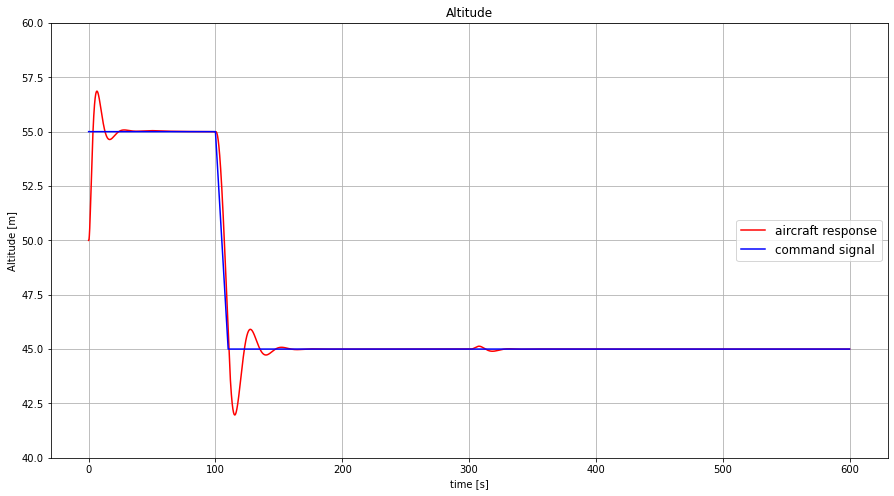 Altitude
60.0
57.5
55.0
52.5
50.0
47.5
45.0
42.5
40.0
Altitude [m]
aircraft response
command signal
0 100 200 300 400 500 600
time [s]